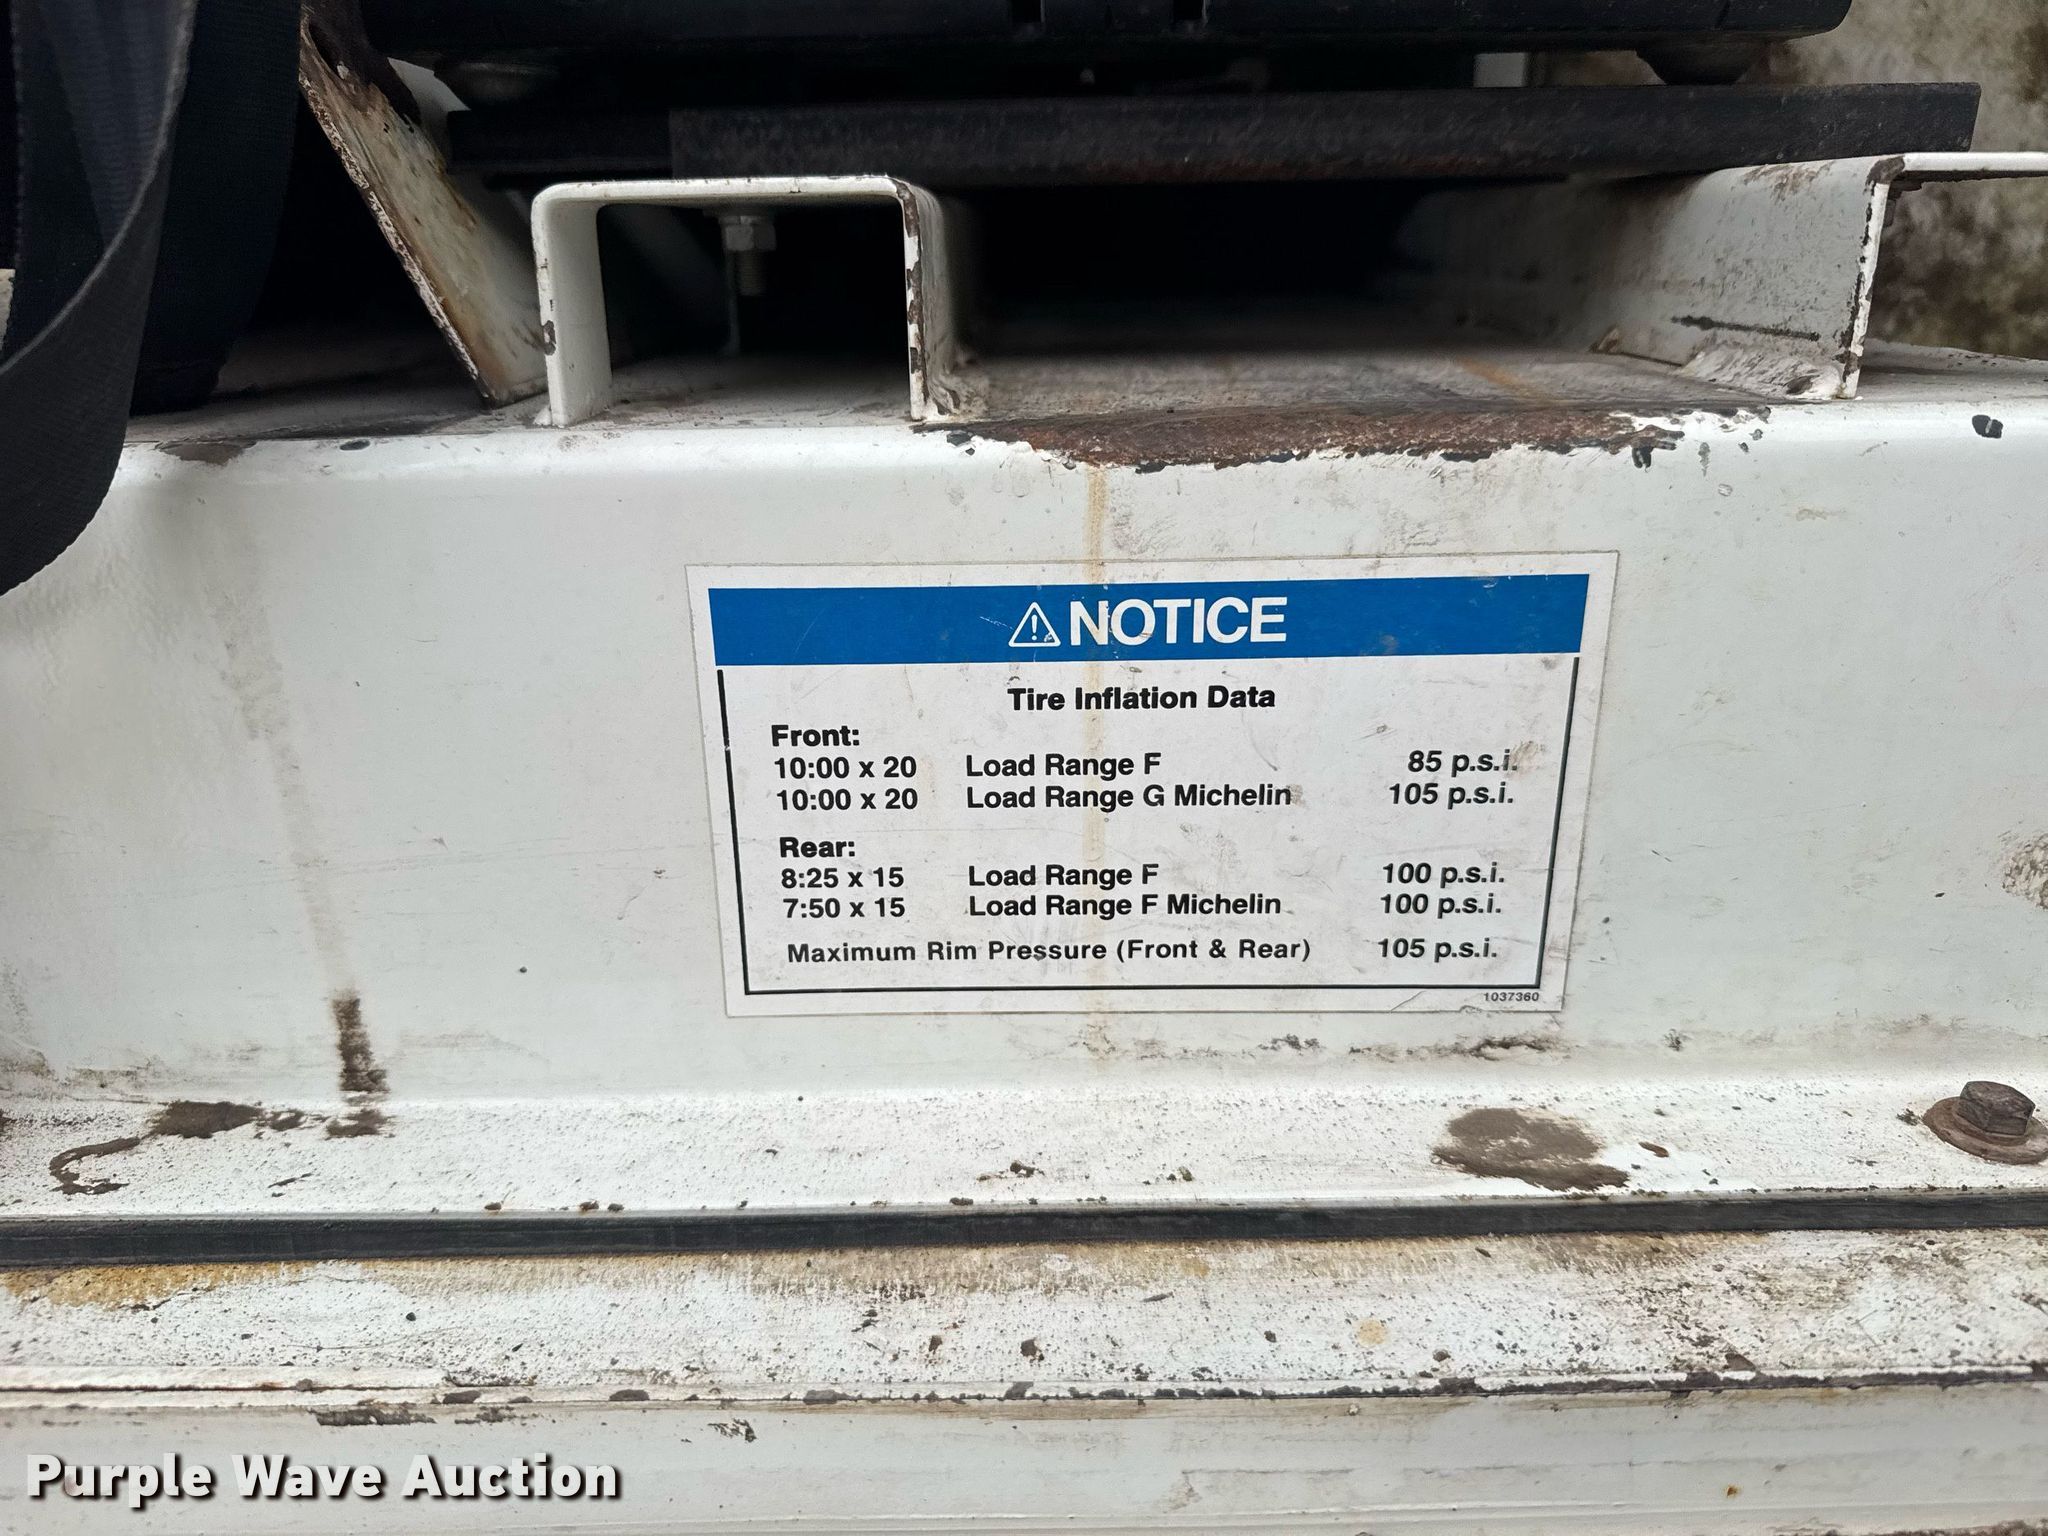 NOTICE
Tire Inflation Data
Front:
10:00 x 20 Load Range F 85 p.s.i.
10:00 x 20 Load Range G Michelin 105 p.s.i.
Rear:
8:25 x 15 Load Range F 100 p.s.i.
7:50 x 15 Load Range F Michelin 100 p.s.i.
Maximum Rim Pressure (Front & Rear) 105 p.s.i.
1037360
Purple Wave Auction